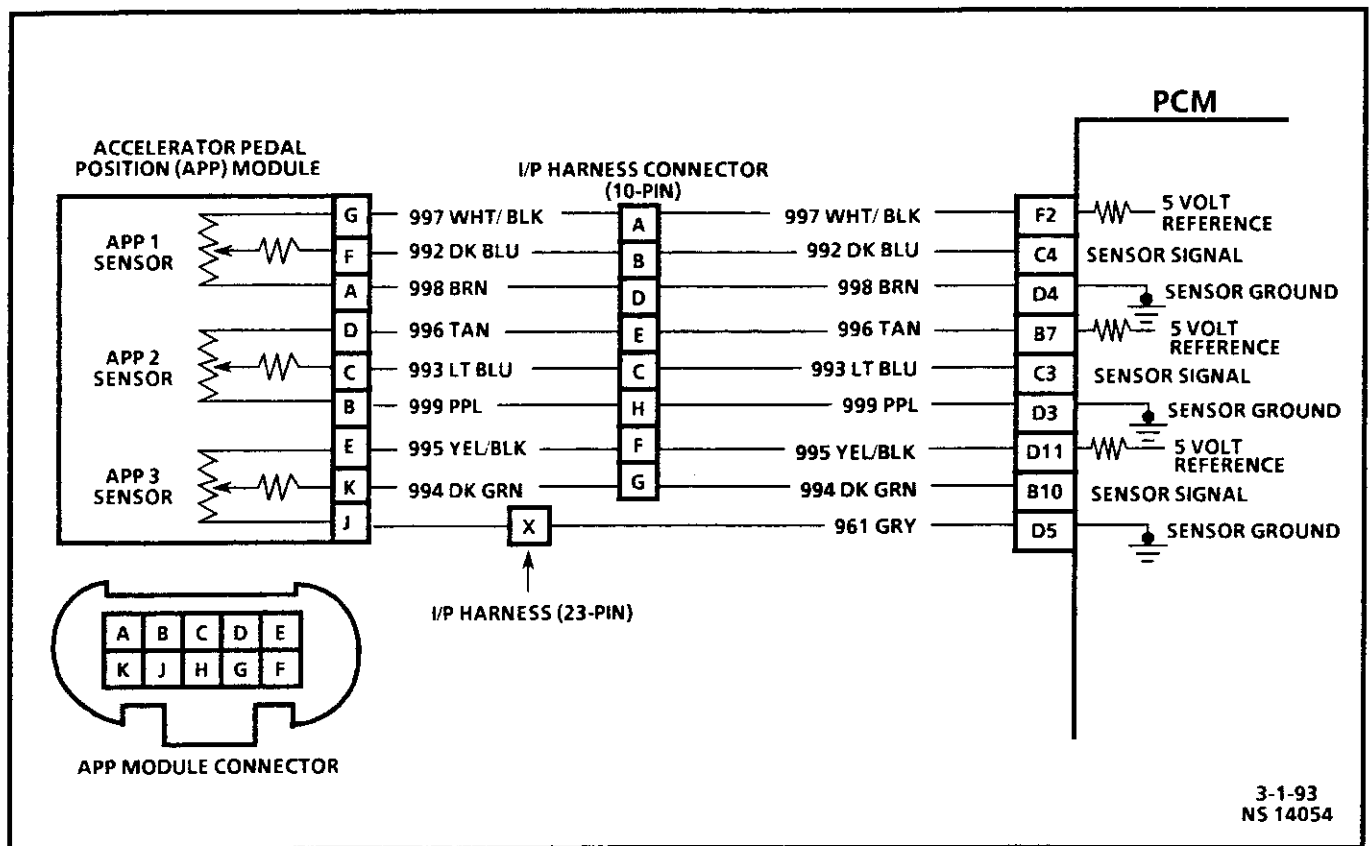 PCM
ACCELERATOR PEDAL
POSITION (APP) MODULE
I/P HARNESS CONNECTOR
(10-PIN)
G 997 WHT/ BLK A 997 WHT/ BLK F2 5 VOLT
REFERENCE
APP 1
SENSOR
F 992 DK BLU B 992 DK BLU C4 SENSOR SIGNAL
A 998 BRN D 998 BRN D4 SENSOR GROUND
D 996 TAN E 996 TAN B7 5 VOLT
REFERENCE
APP 2
SENSOR
C 993 LT BLU C 993 LT BLU C3 SENSOR SIGNAL
B 999 PPL H 999 PPL D3 SENSOR GROUND
E 995 YEL/BLK F 995 YEL/BLK D11 5 VOLT
REFERENCE
APP 3
SENSOR
K 994 DK GRN G 994 DK GRN B10 SENSOR SIGNAL
J X 961 GRY D5 SENSOR GROUND
I/P HARNESS (23-PIN)
A B C D E
K J H G F
APP MODULE CONNECTOR
3-1-93
NS 14054